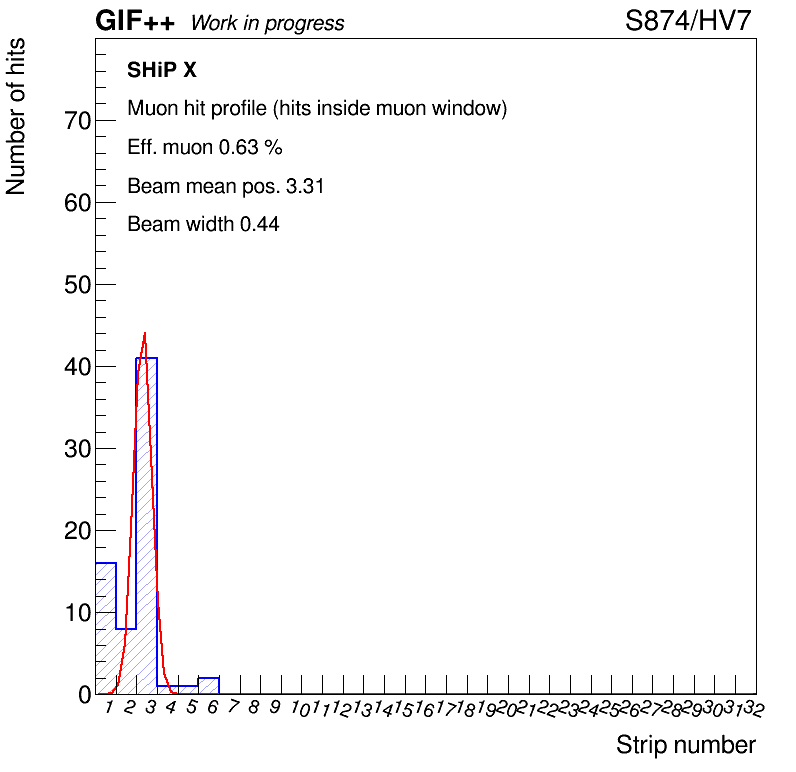 GIF++ Work in progress S874/HV7
Number of hits
SHiP X
Muon hit profile (hits inside muon window)
Eff. muon 0.63 %
Beam mean pos. 3.31
Beam width 0.44
70
60
50
40
30
20
10
0
1 2 3 4 5 6 7 8 9 10 11 12 13 14 15 16 17 18 19 20 21 22 23 24 25 26 27 28 29 30 31 32
Strip number